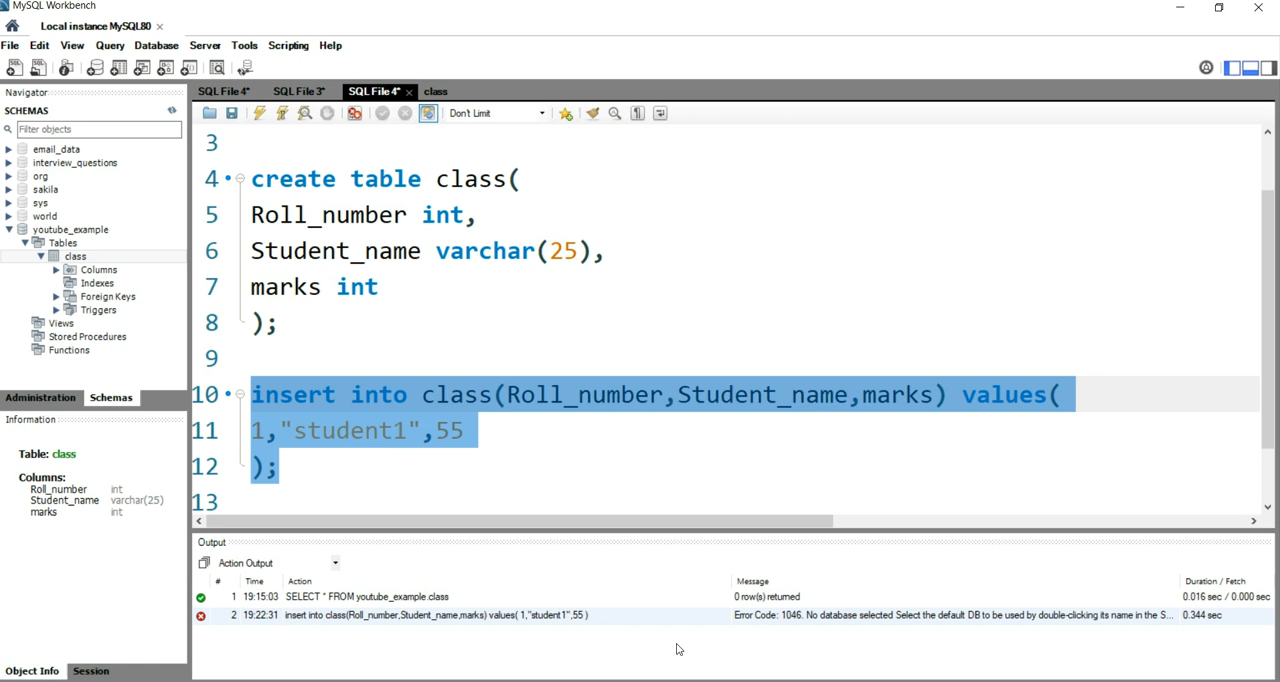 MySQL Workbench
Local instance MySQL80
File Edit View Query Database Server Tools Scripting Help
Navigator
SCHEMAS
Filter objects
email_data
interview_questions
org
sakila
sys
world
youtube_example
Tables
class
Columns
Indexes
Foreign Keys
Triggers
Views
Stored Procedures
Functions
Administration Schemas
Information
Table: class
Columns:
Roll_number int
Student_name varchar(25)
marks int
Object Info Session
SQL File 4* SQL File 3* SQL File 4* class
Don't Limit
3
4 create table class(
5 Roll_number int,
6 Student_name varchar(25),
7 marks int
8 );
9
10 insert into class(Roll_number,Student_name,marks) values(
11 1,"student1",55
12 );
13
Output
Action Output
# Time Action Message Duration / Fetch
1 19:15:03 SELECT * FROM youtube_example.class 0 row(s) returned 0.016 sec / 0.000 sec
2 19:22:31 insert into class(Roll_number,Student_name,marks) values( 1,"student1",55 ) Error Code: 1046. No database selected Select the default DB to be used by double-clicking its name in the S... 0.344 sec